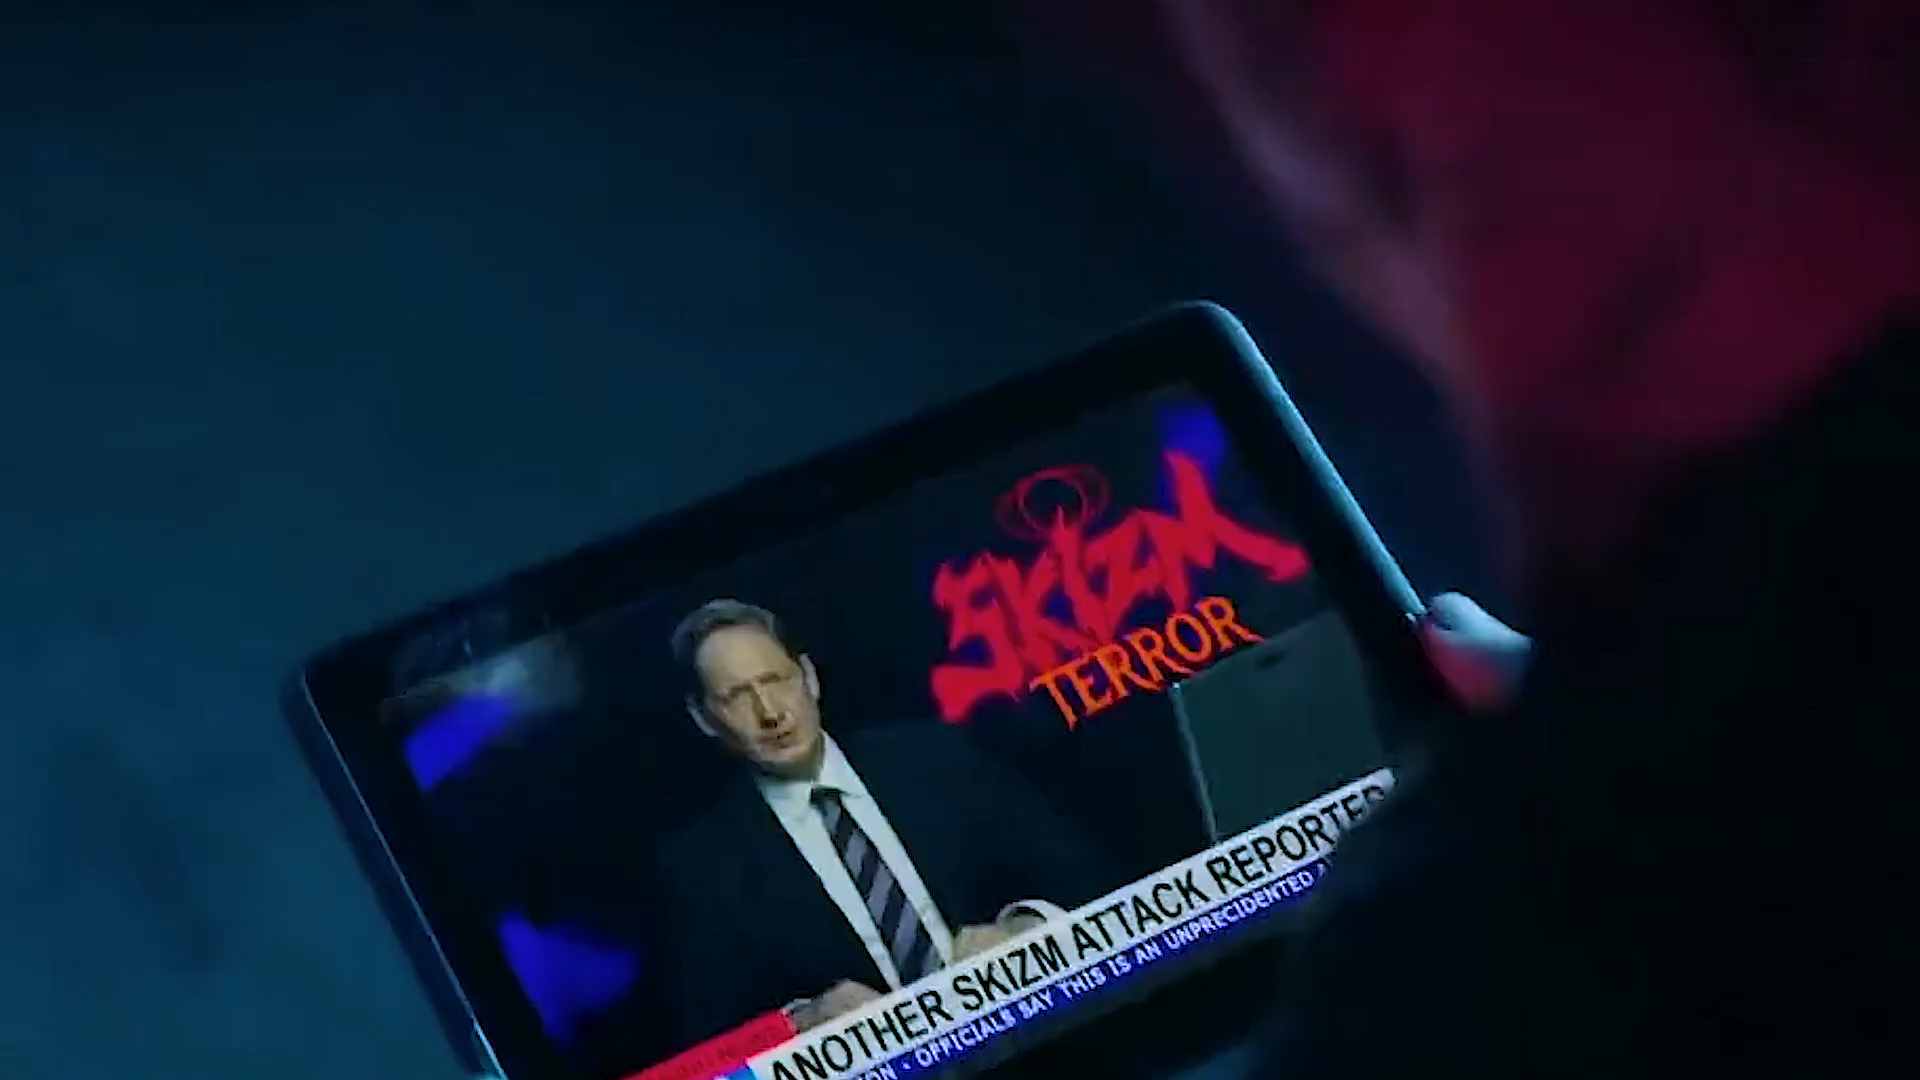 SKIZM
TERROR
ANOTHER SKIZM ATTACK REPORTED
OFFICIALS SAY THIS IS AN UNPRECIDENTED